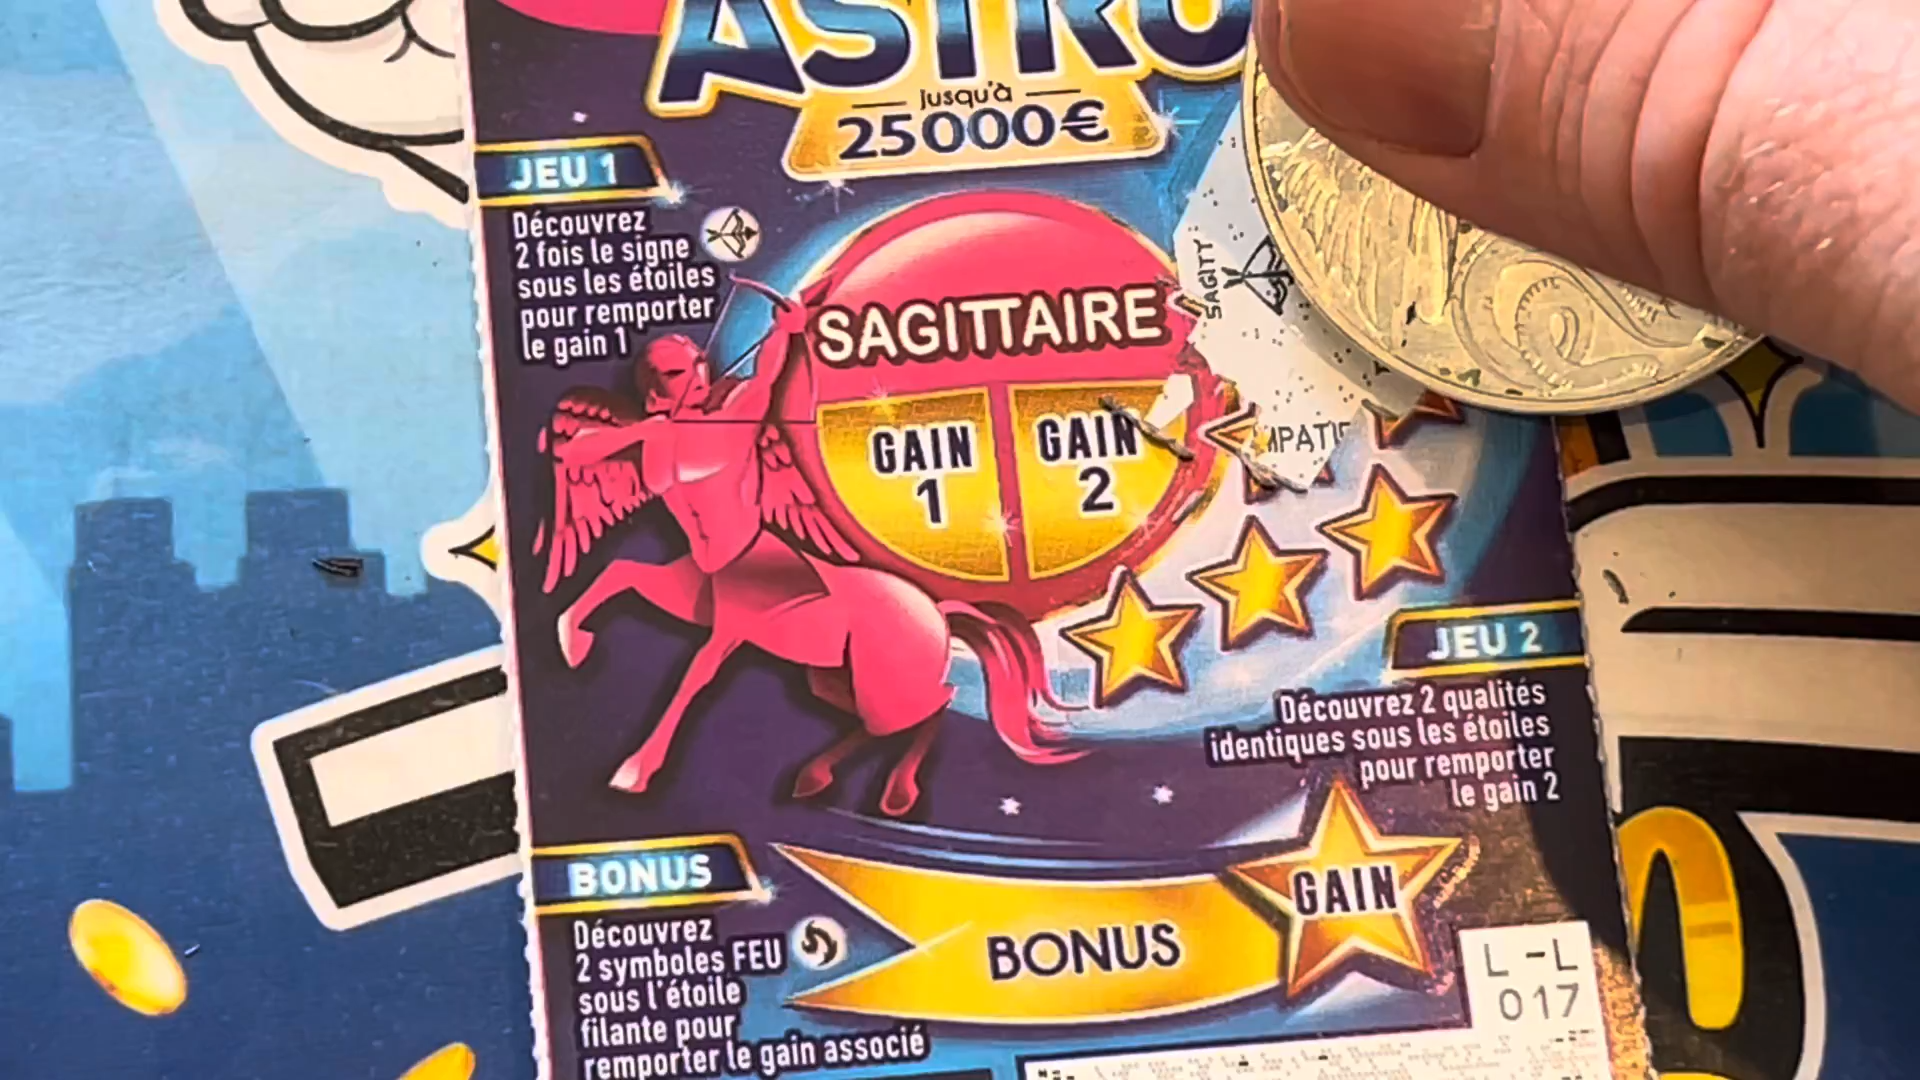 ASTRO
Jusqu'à
25000€
JEU 1
Découvrez
2 fois le signe
sous les étoiles
pour remporter
le gain 1
SAGITT
SAGITTAIRE
GAIN
1
GAIN
2
MPATI
JEU 2
Découvrez 2 qualités
identiques sous les étoiles
pour remporter
le gain 2
BONUS
Découvrez
2 symboles FEU
sous l'étoile
filante pour
remporter le gain associé
BONUS
GAIN
L-L
017